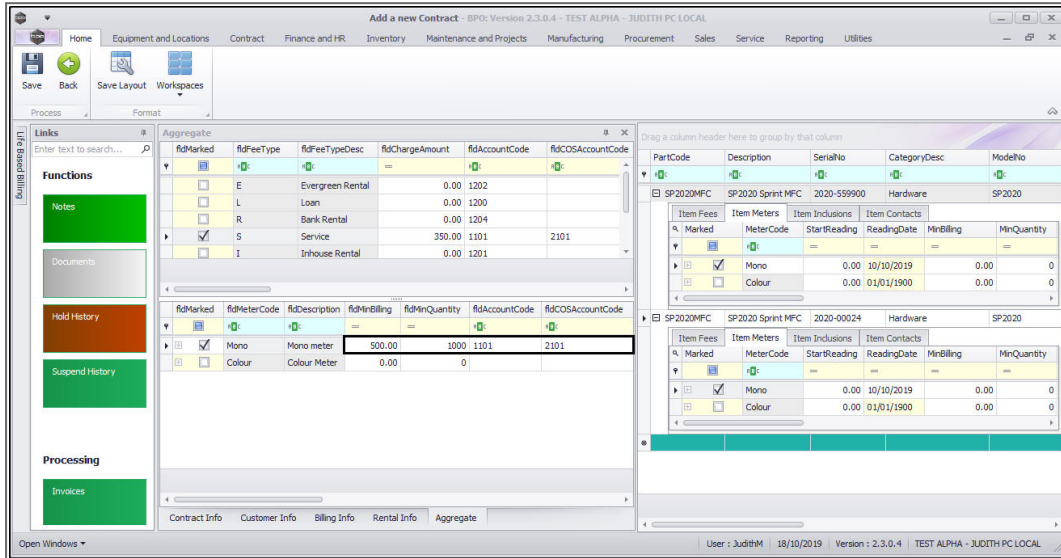 Add a new Contract - BPO: Version 2.3.0.4 - TEST ALPHA - JUDITH PC LOCAL
Home Equipment and Locations Contract Finance and HR Inventory Maintenance and Projects Manufacturing Procurement Sales Service Reporting Utilities
Save Back Save Layout Workspaces
Process Format
Life Based Billing
Links
Enter text to search...
Functions
Notes
Documents
Hold History
Suspend History
Processing
Invoices
Aggregate
fldMarked fldFeeType fldFeeTypeDesc fldChargeAmount fldAccountCode fldCOSAccountCode
E Evergreen Rental 0.00 1202
L Loan 0.00 1200
R Bank Rental 0.00 1204
S Service 350.00 1101 2101
I Inhouse Rental 0.00 1201
fldMarked fldMeterCode fldDescription fldMinBilling fldMinQuantity fldAccountCode fldCOSAccountCode
Mono Mono meter 500.00 1000 1101 2101
Colour Colour Meter 0.00 0
Contract Info Customer Info Billing Info Rental Info Aggregate
Drag a column header here to group by that column
PartCode Description SerialNo CategoryDesc ModelNo
SP2020MFC SP2020 Sprint MFC 2020-559900 Hardware SP2020
Item Fees Item Meters Item Inclusions Item Contacts
Marked MeterCode StartReading ReadingDate MinBilling MinQuantity
Mono 0.00 10/10/2019 0.00 0
Colour 0.00 01/01/1900 0.00 0
SP2020MFC SP2020 Sprint MFC 2020-00024 Hardware SP2020
Item Fees Item Meters Item Inclusions Item Contacts
Marked MeterCode StartReading ReadingDate MinBilling MinQuantity
Mono 0.00 10/10/2019 0.00 0
Colour 0.00 01/01/1900 0.00 0
Open Windows User : JudithM 18/10/2019 Version : 2.3.0.4 TEST ALPHA - JUDITH PC LOCAL